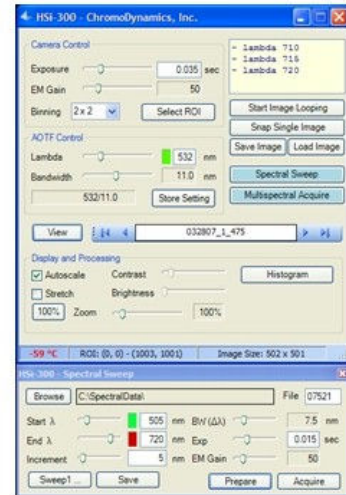 HSi-300 - ChromoDynamics, Inc.
Camera Control
Exposure 0.035 sec
EM Gain 50
Binning 2 x 2 Select ROI
- lambda 710
- lambda 715
- lambda 720
Start Image Looping
Snap Single Image
Save Image Load Image
AOTF Control
Lambda 532 nm
Bandwidth 11.0 nm
532/11.0 Store Setting
Spectral Sweep
Multispectral Acquire
View 032807_1_475
Display and Processing
Autoscale Contrast Histogram
Stretch Brightness
100% Zoom 100%
-59 °C ROI: (0, 0) - (1003, 1001) Image Size: 502 x 501
HSi-300 - Spectral Sweep
Browse C:\SpectralData\ File 07521
Start λ 505 nm BW (Δλ) 7.5 nm
End λ 720 nm Exp 0.015 sec
Increment 5 nm EM Gain 50
Sweep1 ... Save Prepare Acquire